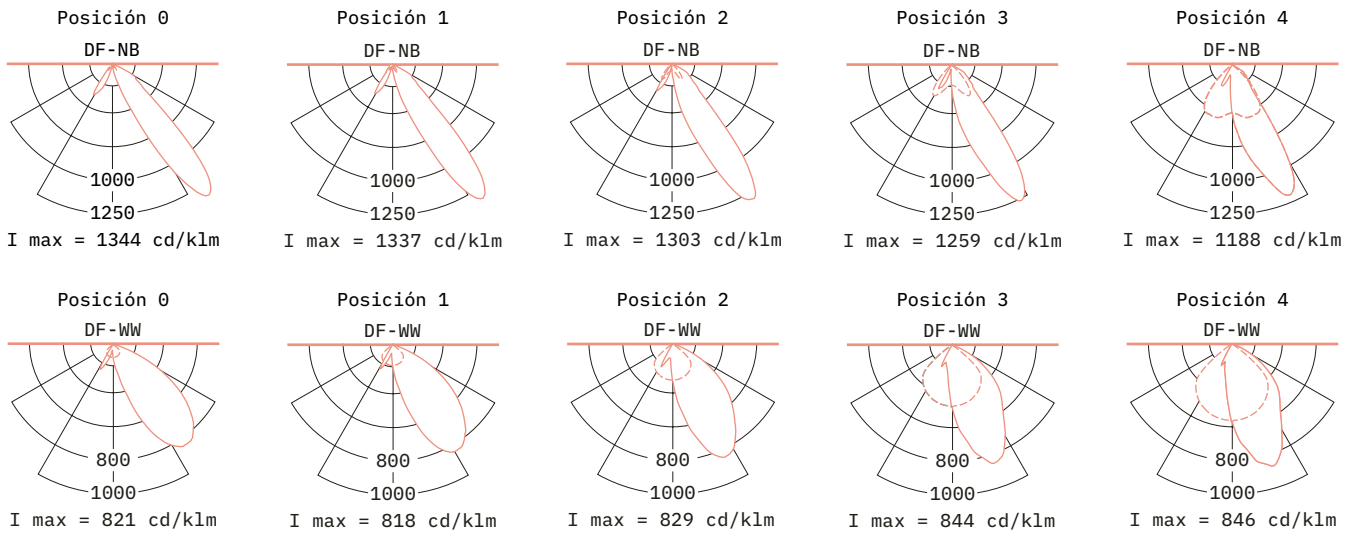 Posición 0 Posición 1 Posición 2 Posición 3 Posición 4
DF-NB DF-NB DF-NB DF-NB DF-NB
1000 1000 1000 1000 1000
1250 1250 1250 1250 1250
I max = 1344 cd/klm I max = 1337 cd/klm I max = 1303 cd/klm I max = 1259 cd/klm I max = 1188 cd/klm
Posición 0 Posición 1 Posición 2 Posición 3 Posición 4
DF-WW DF-WW DF-WW DF-WW DF-WW
800 800 800 800 800
1000 1000 1000 1000 1000
I max = 821 cd/klm I max = 818 cd/klm I max = 829 cd/klm I max = 844 cd/klm I max = 846 cd/klm